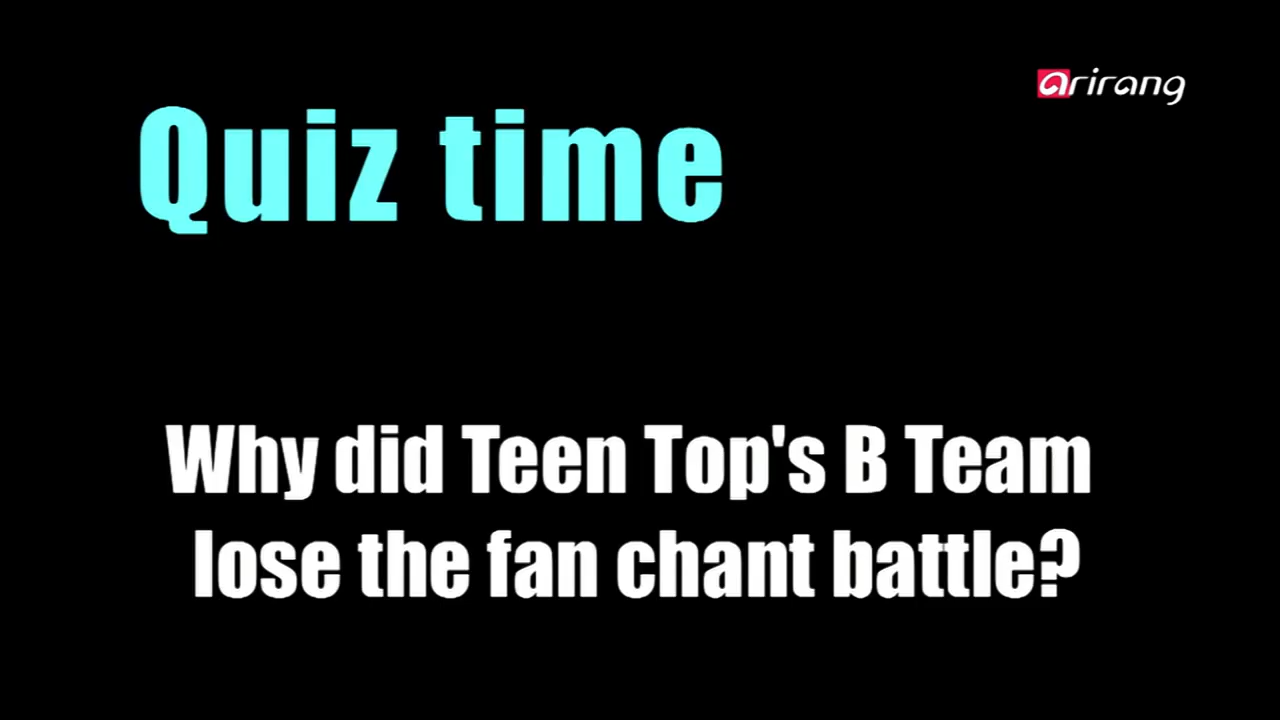 arirang
Quiz time
Why did Teen Top's B Team
lose the fan chant battle?